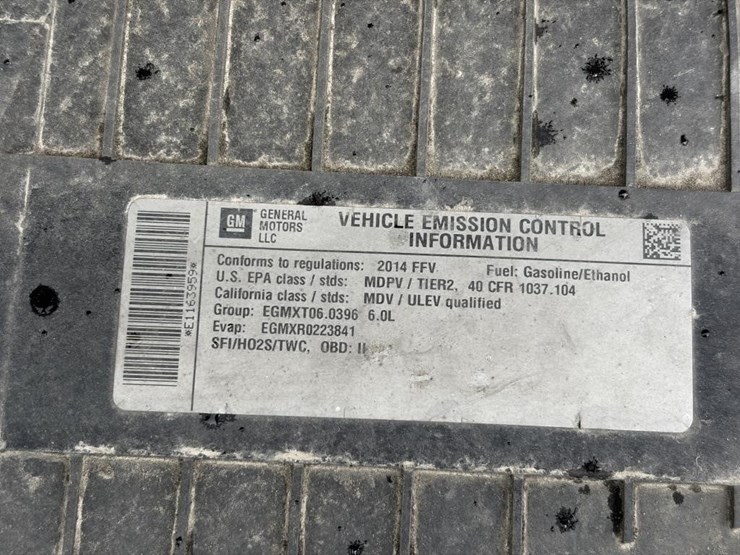 *E1163959*
GM
GENERAL
MOTORS
LLC
VEHICLE EMISSION CONTROL
INFORMATION
Conforms to regulations: 2014 FFV Fuel: Gasoline/Ethanol
U.S. EPA class / stds: MDPV / TIER2, 40 CFR 1037.104
California class / stds: MDV / ULEV qualified
Group: EGMXT06.0396 6.0L
Evap: EGMXR0223841
SFI/HO2S/TWC, OBD: II